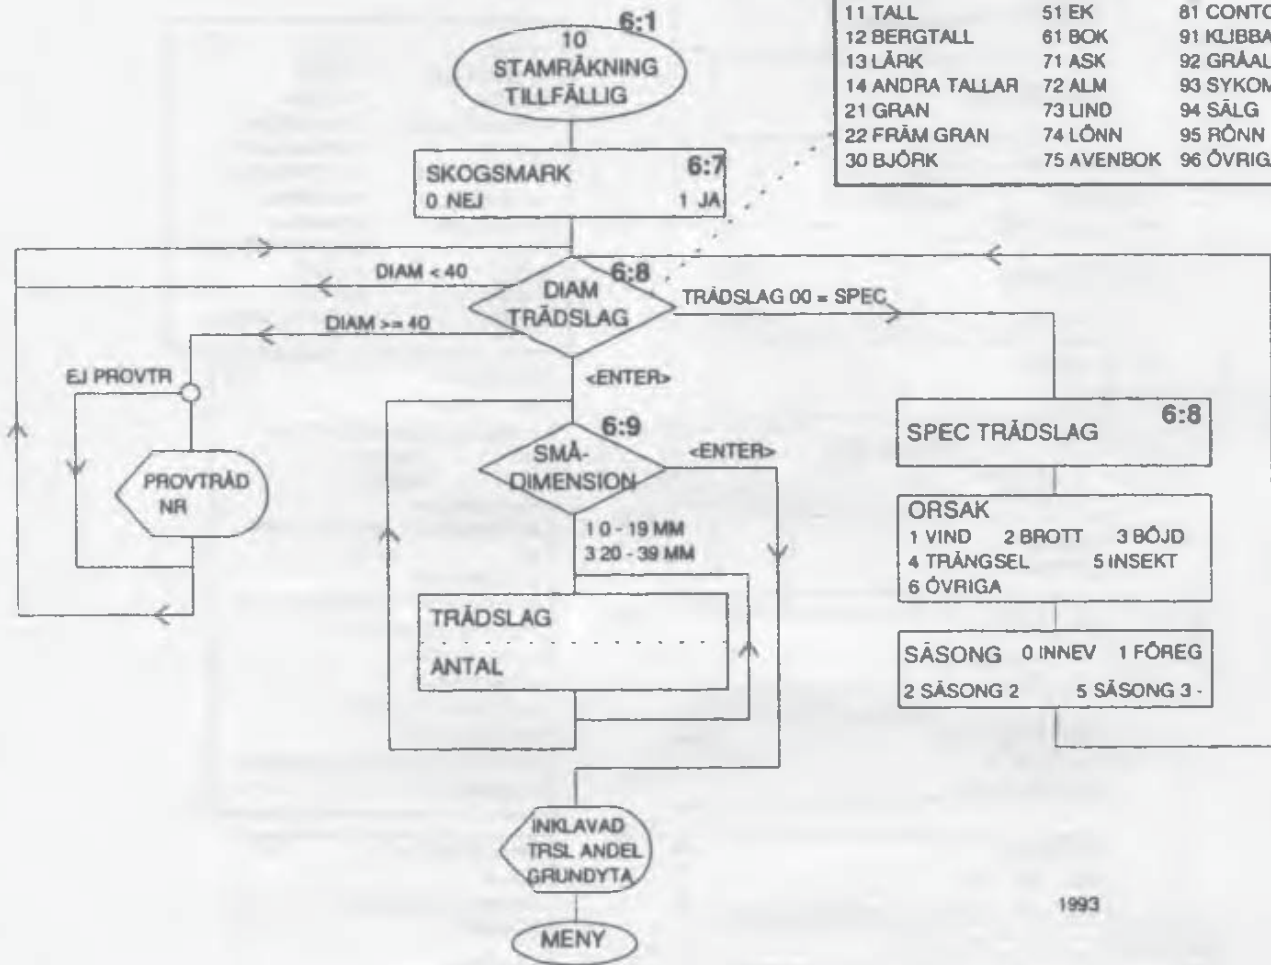 6:1
10
STAMRÄKNING
TILLFÄLLIG
11 TALL 51 EK
12 BERGTALL 61 BOK
13 LÄRK 71 ASK
14 ANDRA TALLAR 72 ALM
21 GRAN 73 LIND 94 SÄLG
22 FRÄM GRAN 74 LÖNN 95 RÖNN
30 BJÖRK 75 AVENBOK
81 CONTO
91 KLIBBA
92 GRÅAL
93 SYKOM
96 ÖVRIGA
SKOGSMARK 6:7
0 NEJ 1 JA
DIAM < 40
6:8
DIAM
TRÄDSLAG
TRÄDSLAG 00 = SPEC
DIAM >= 40
EJ PROVTR
<ENTER>
PROVTRÄD
NR
6:9
SMÅ-
DIMENSION
<ENTER>
1 0 - 19 MM
3 20 - 39 MM
TRÄDSLAG
ANTAL
6:8
SPEC TRÄDSLAG
ORSAK
1 VIND 2 BROTT 3 BÖJD
4 TRÄNGSEL 5 INSEKT
6 ÖVRIGA
SÄSONG 0 INNEV 1 FÖREG
2 SÄSONG 2 5 SÄSONG 3 -
INKLAVAD
TRSL ANDEL
GRUNDYTA
MENY
1993